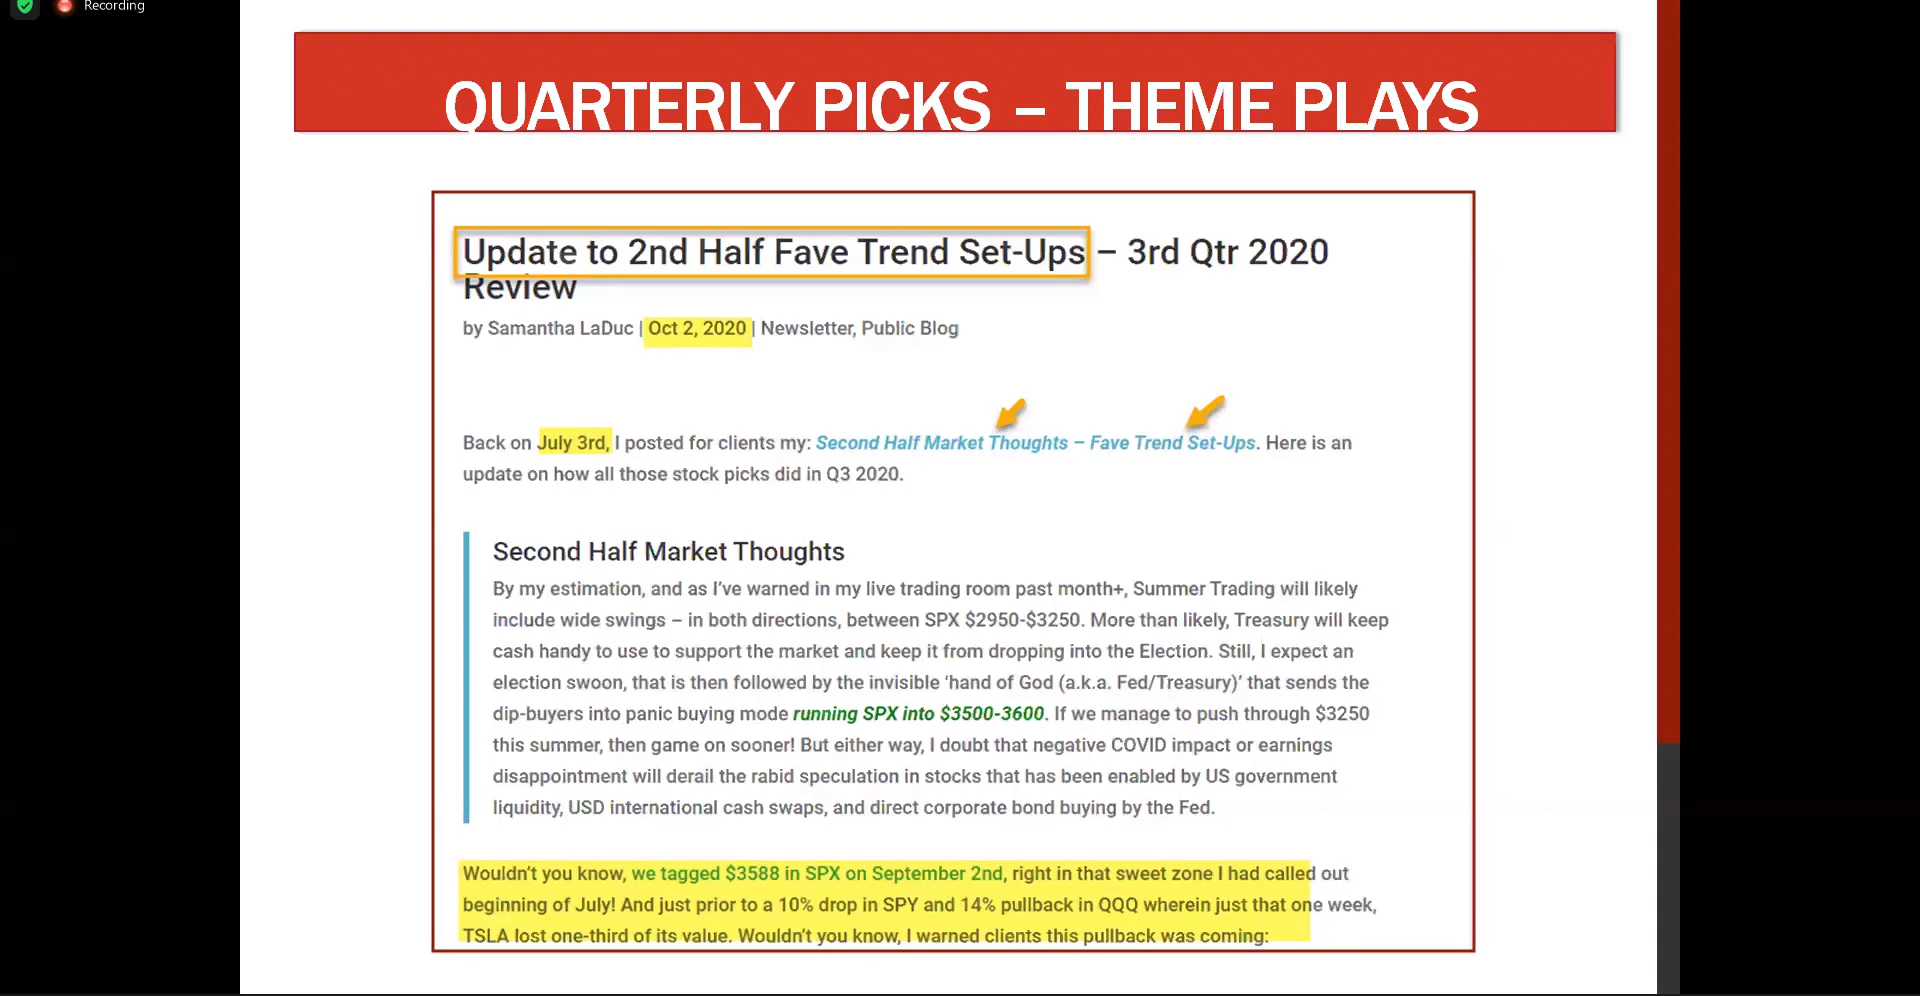 Recording
QUARTERLY PICKS – THEME PLAYS
Update to 2nd Half Fave Trend Set-Ups – 3rd Qtr 2020
Review
by Samantha LaDuc | Oct 2, 2020 | Newsletter, Public Blog
Back on July 3rd, I posted for clients my: Second Half Market Thoughts – Fave Trend Set-Ups. Here is an
update on how all those stock picks did in Q3 2020.
Second Half Market Thoughts
By my estimation, and as I've warned in my live trading room past month+, Summer Trading will likely
include wide swings – in both directions, between SPX $2950-$3250. More than likely, Treasury will keep
cash handy to use to support the market and keep it from dropping into the Election. Still, I expect an
election swoon, that is then followed by the invisible ‘hand of God (a.k.a. Fed/Treasury)’ that sends the
dip-buyers into panic buying mode running SPX into $3500-3600. If we manage to push through $3250
this summer, then game on sooner! But either way, I doubt that negative COVID impact or earnings
disappointment will derail the rabid speculation in stocks that has been enabled by US government
liquidity, USD international cash swaps, and direct corporate bond buying by the Fed.
Wouldn't you know, we tagged $3588 in SPX on September 2nd, right in that sweet zone I had called out
beginning of July! And just prior to a 10% drop in SPY and 14% pullback in QQQ wherein just that one week,
TSLA lost one-third of its value. Wouldn't you know, I warned clients this pullback was coming: